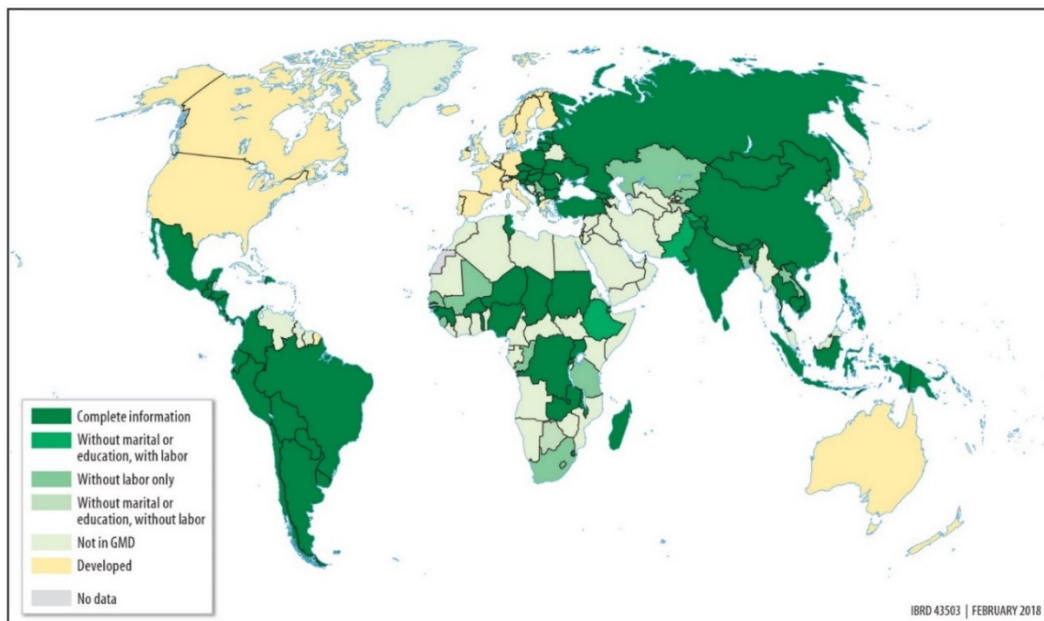 Complete information
Without marital or
education, with labor
Without labor only
Without marital or
education, without labor
Not in GMD
Developed
No data
IBRD 43503 | FEBRUARY 2018